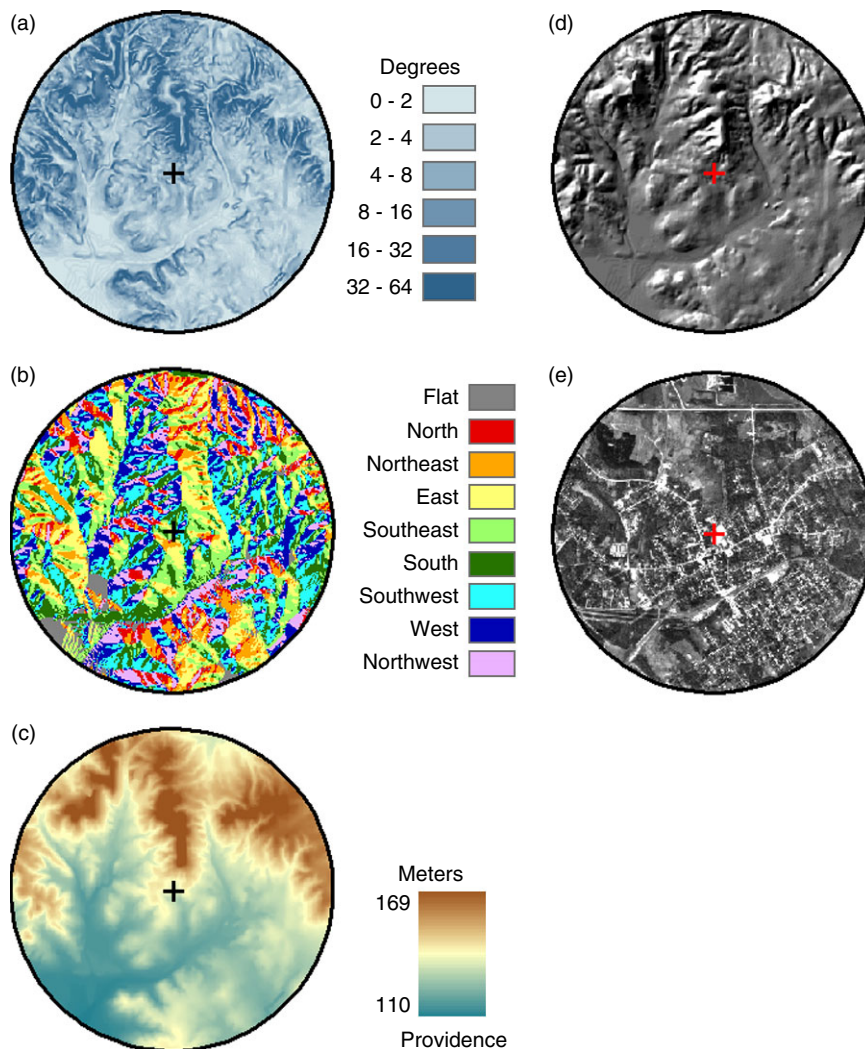 (a)
Degrees
0 - 2
2 - 4
4 - 8
8 - 16
16 - 32
32 - 64
(d)
(b)
Flat
North
Northeast
East
Southeast
South
Southwest
West
Northwest
(e)
(c)
Meters
169
110
Providence